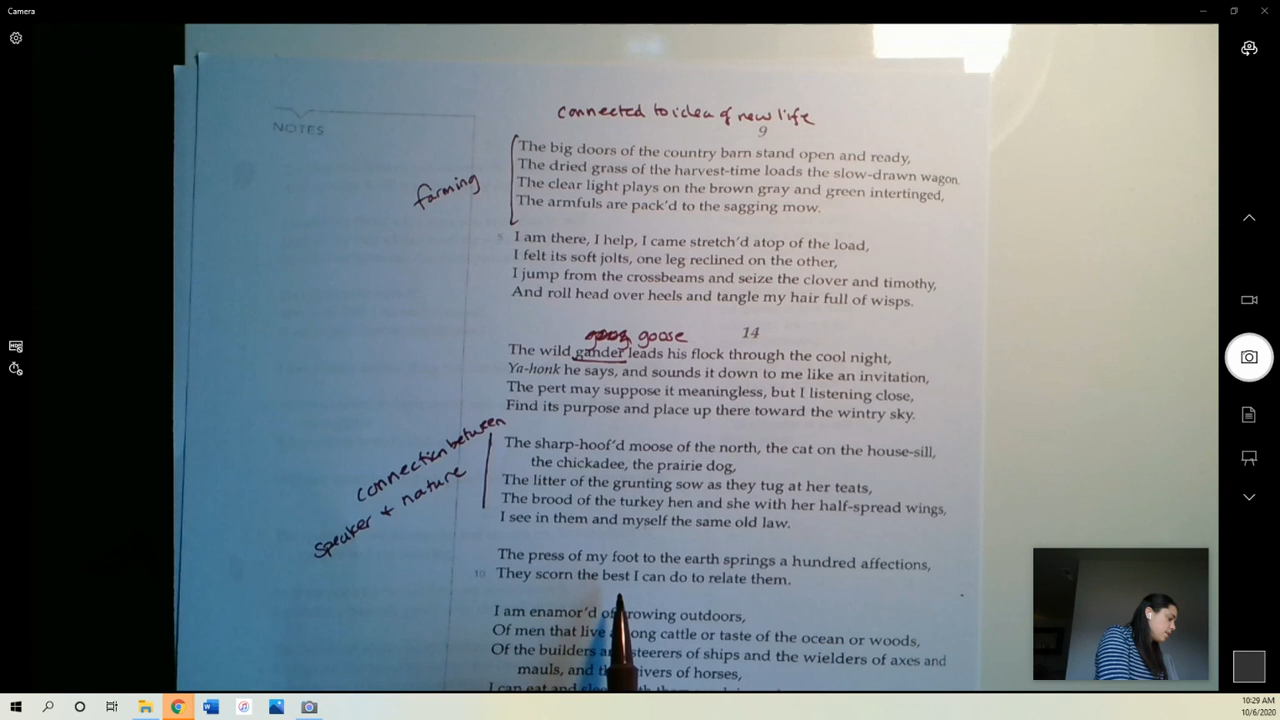 Camera
connected to idea of new life
NOTES
9
The big doors of the country barn stand open and ready,
The dried grass of the harvest-time loads the slow-drawn wagon.
The clear light plays on the brown gray and green intertinged,
The armfuls are pack'd to the sagging mow.
farming
5 I am there, I help, I came stretch'd atop of the load,
I felt its soft jolts, one leg reclined on the other,
I jump from the crossbeams and seize the clover and timothy,
And roll head over heels and tangle my hair full of wisps.
goose
14
The wild gander leads his flock through the cool night,
Ya-honk he says, and sounds it down to me like an invitation,
The pert may suppose it meaningless, but I listening close,
Find its purpose and place up there toward the wintry sky.
connection between
speaker + nature
The sharp-hoof'd moose of the north, the cat on the house-sill,
the chickadee, the prairie dog,
The litter of the grunting sow as they tug at her teats,
The brood of the turkey hen and she with her half-spread wings,
I see in them and myself the same old law.
The press of my foot to the earth springs a hundred affections,
10 They scorn the best I can do to relate them.
I am enamor'd of rowing outdoors,
Of men that live ong cattle or taste of the ocean or woods,
Of the builders a steerers of ships and the wielders of axes and
mauls, and th ivers of horses,
I can eat and
10:29 AM
10/6/2020